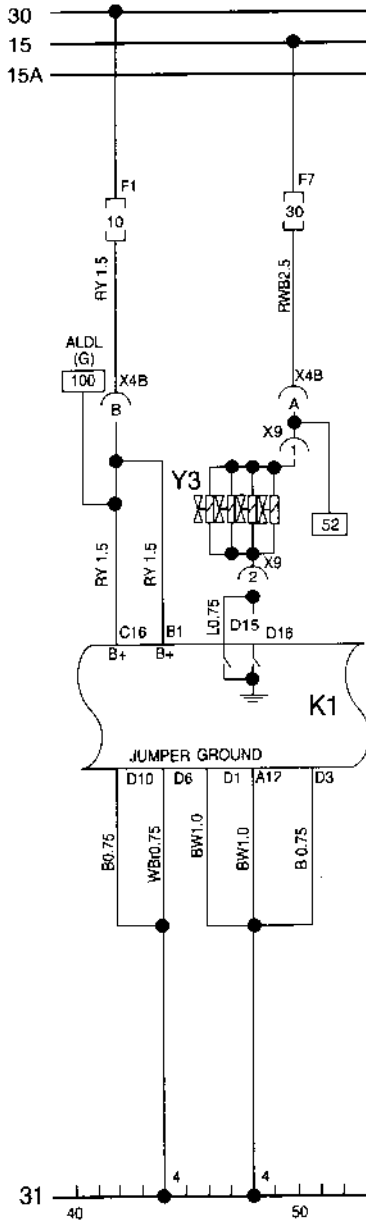 30
15
15A
F1
F7
10
30
RY 1.5
RWB2.5
ALDL
(G)
100
X4B
X4B
B
A
X9
1
Y3
52
X9
2
RY 1.5
RY 1.5
L0.75
C16
B1
D15
D16
B+
B+
K1
JUMPER GROUND
D10
D6
D1
A12
D3
B0.75
WBr0.75
BW1.0
BW1.0
B 0.75
4
4
31
40
50